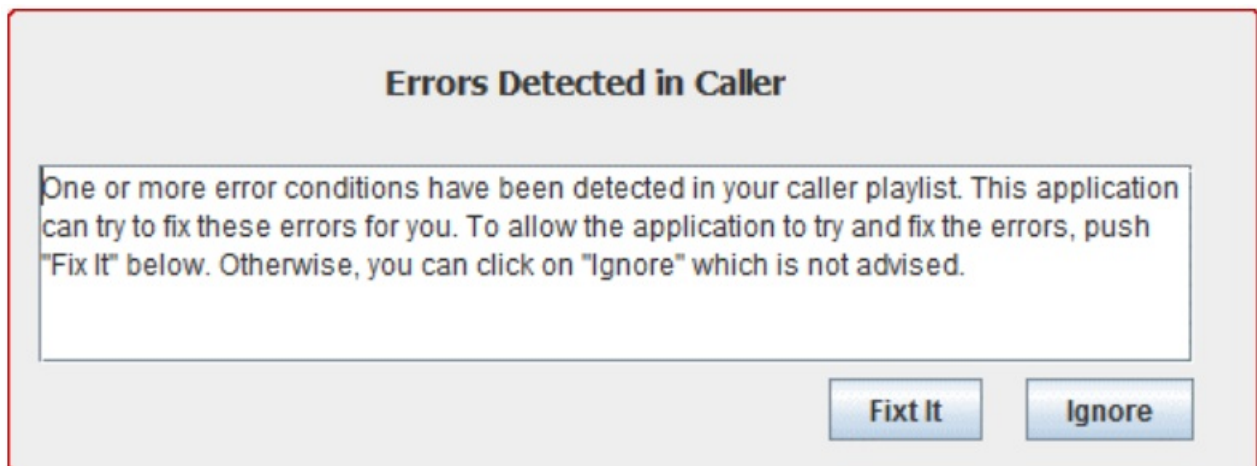 Errors Detected in Caller
One or more error conditions have been detected in your caller playlist. This application
can try to fix these errors for you. To allow the application to try and fix the errors, push
"Fix It" below. Otherwise, you can click on "Ignore" which is not advised.
Fixt It
Ignore